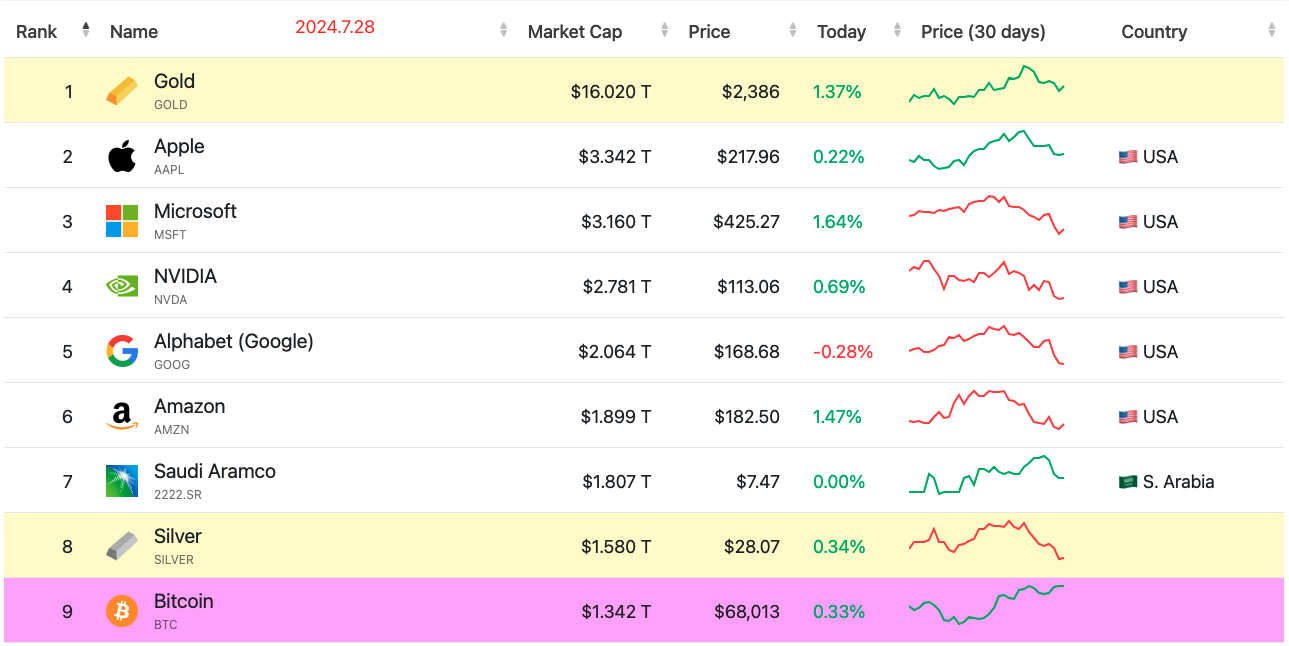 Rank Name 2024.7.28 Market Cap Price Today Price (30 days) Country
1 Gold $16.020 T $2,386 1.37%
GOLD
2 Apple $3.342 T $217.96 0.22% USA
AAPL
3 Microsoft $3.160 T $425.27 1.64% USA
MSFT
4 NVIDIA $2.781 T $113.06 0.69% USA
NVDA
5 Alphabet (Google) $2.064 T $168.68 -0.28% USA
GOOG
6 Amazon $1.899 T $182.50 1.47% USA
AMZN
7 Saudi Aramco $1.807 T $7.47 0.00% S. Arabia
2222.SR
8 Silver $1.580 T $28.07 0.34%
SILVER
9 Bitcoin $1.342 T $68,013 0.33%
BTC